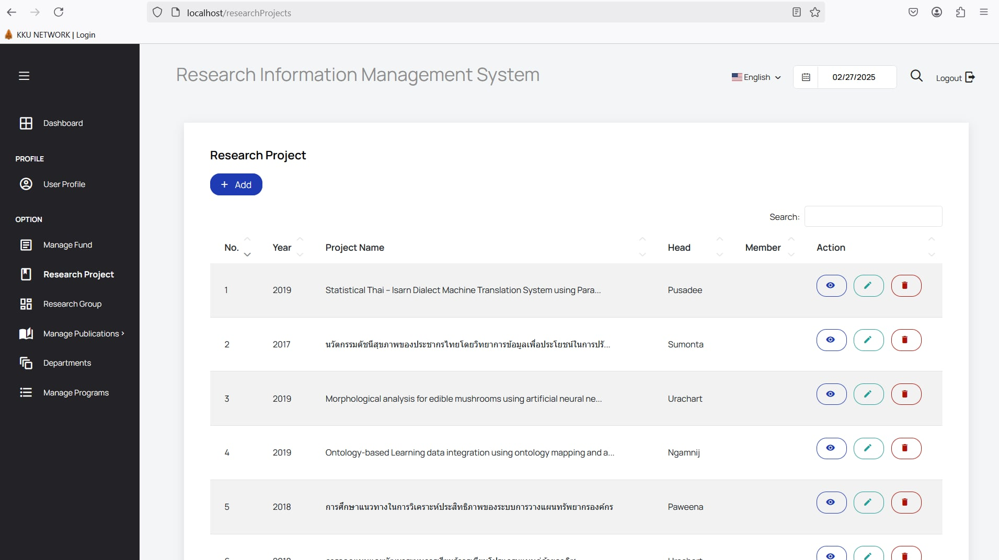 localhost/researchProjects
KKU NETWORK | Login
Research Information Management System
English
02/27/2025
Logout
Dashboard
PROFILE
User Profile
OPTION
Manage Fund
Research Project
Research Group
Manage Publications
Departments
Manage Programs
Research Project
+ Add
Search:
No. Year Project Name Head Member Action
1 2019 Statistical Thai – Isarn Dialect Machine Translation System using Para... Pusadee
2 2017 นวัตกรรมดัชนีสุขภาพของประชากรไทยโดยวิทยาการข้อมูลเพื่อประโยชน์ในการปรั... Sumonta
3 2019 Morphological analysis for edible mushrooms using artificial neural ne... Urachart
4 2019 Ontology-based Learning data integration using ontology mapping and a... Ngamnij
5 2018 การศึกษาแนวทางในการวิเคราะห์ประสิทธิภาพของระบบการวางแผนทรัพยากรองค์กร Paweena